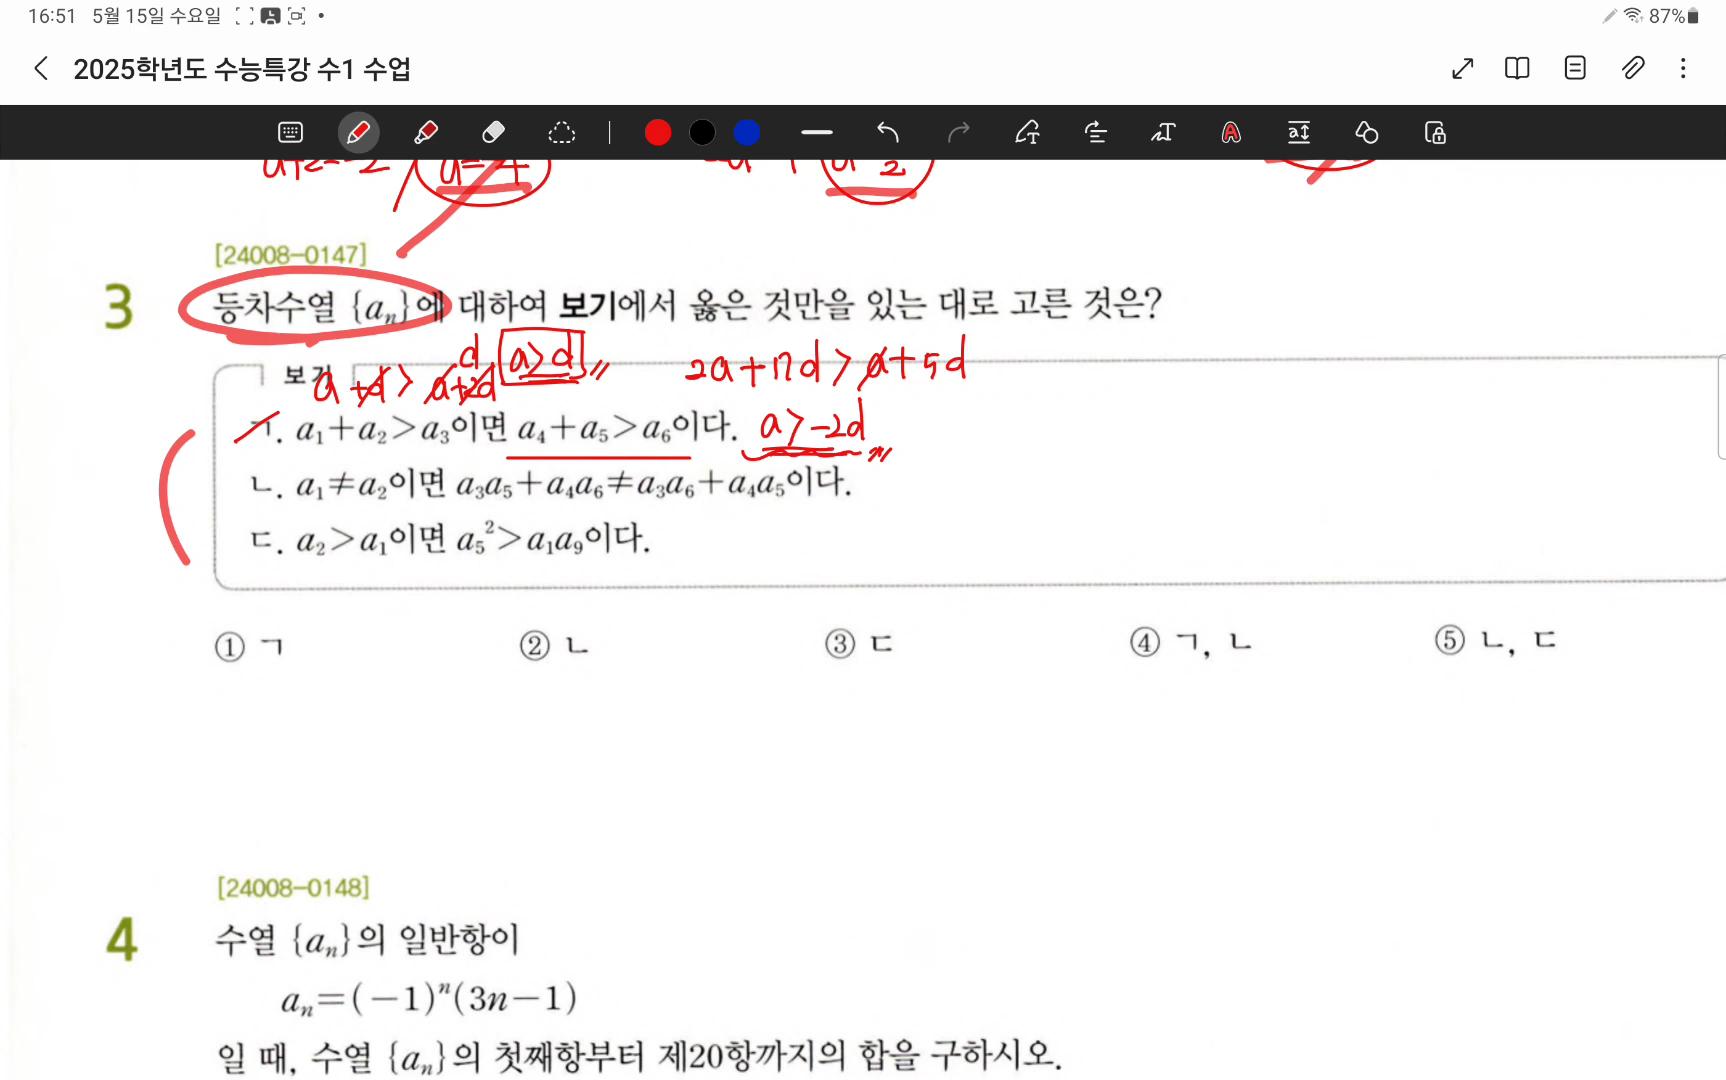 16:51 5월 15일 수요일 87%
2025학년도 수능특강 수1 수업
[24008-0147]
3 등차수열 {aₙ}에 대하여 보기에서 옳은 것만을 있는 대로 고른 것은?
d a>d 2a+7d>a+5d
보기
a+d>a+2d
ㄱ. a₁+a₂>a₃이면 a₄+a₅>a₆이다. a>-2d
ㄴ. a₁≠a₂이면 a₃a₅+a₄a₆≠a₃a₆+a₄a₅이다.
ㄷ. a₂>a₁이면 a₅²>a₁a₉이다.
① ㄱ ② ㄴ ③ ㄷ ④ ㄱ, ㄴ ⑤ ㄴ, ㄷ
[24008-0148]
4 수열 {aₙ}의 일반항이
aₙ=(-1)ⁿ(3n-1)
일 때, 수열 {aₙ}의 첫째항부터 제20항까지의 합을 구하시오.